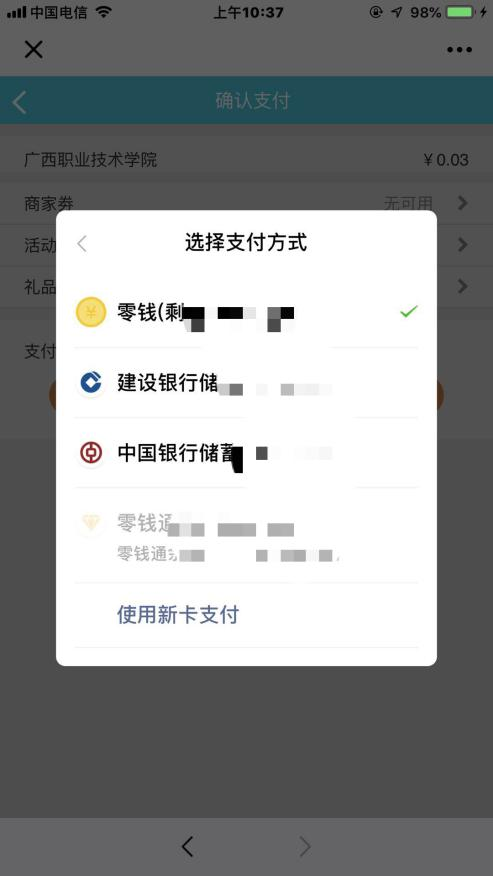 中国电信
上午10:37
98%
确认支付
广西职业技术学院
¥0.03
商家券
无可用
选择支付方式
活动
礼品
零钱(剩
建设银行储
支付
中国银行储蓄
零钱通
零钱通
使用新卡支付